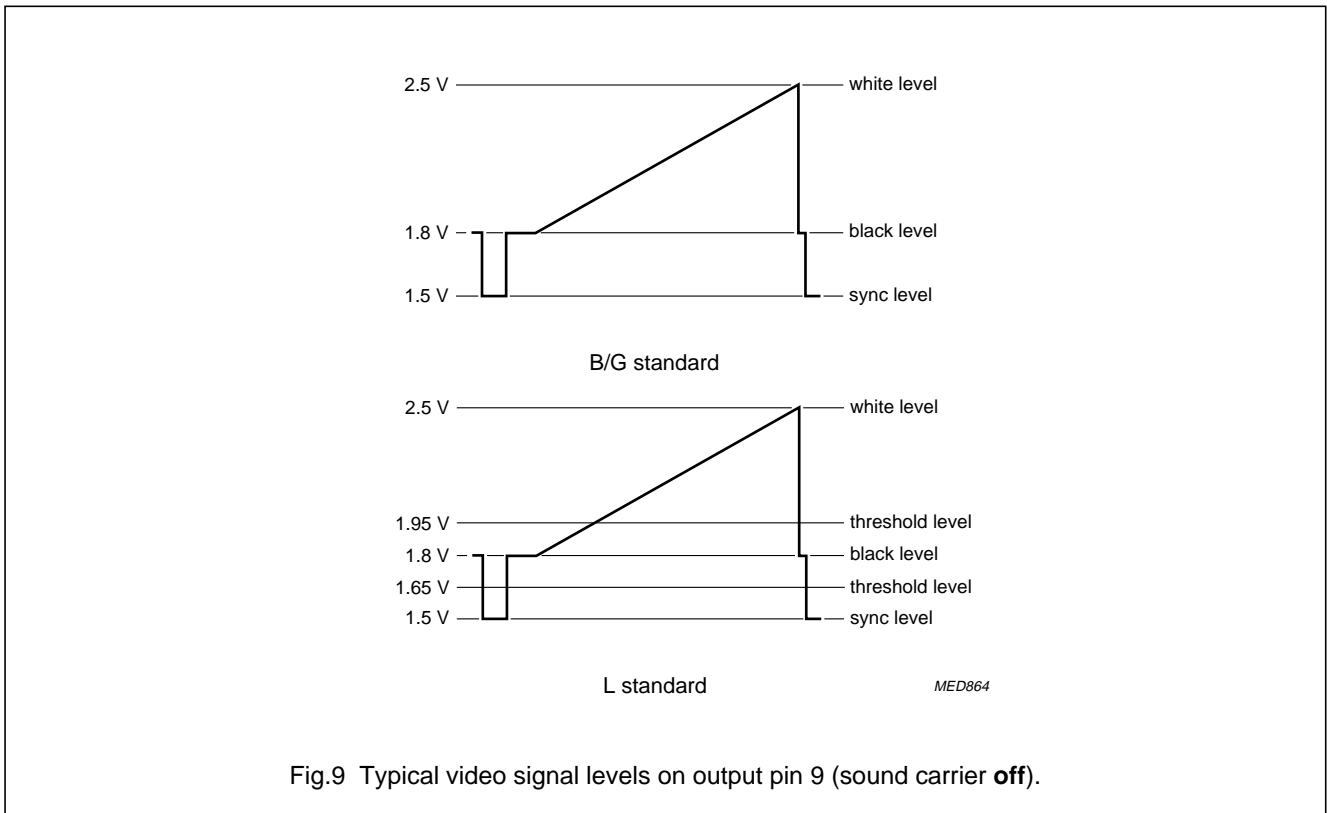 2.5 V white level
1.8 V black level
1.5 V sync level
B/G standard
2.5 V white level
1.95 V threshold level
1.8 V black level
1.65 V threshold level
1.5 V sync level
L standard MED864
Fig.9 Typical video signal levels on output pin 9 (sound carrier off).